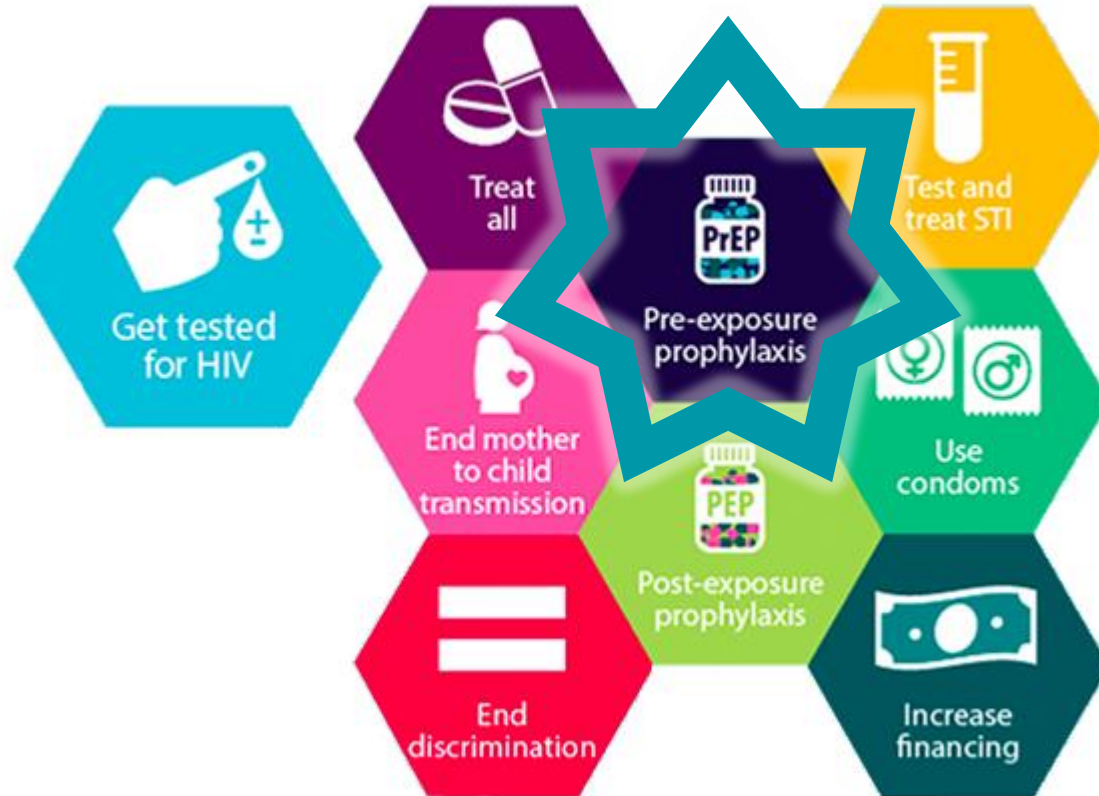 Get tested
for HIV
+
-
Treat
all
PrEP
Pre-exposure
prophylaxis
Test and
treat STI
End mother
to child
transmission
PEP
Post-exposure
prophylaxis
Use
condoms
End
discrimination
Increase
financing